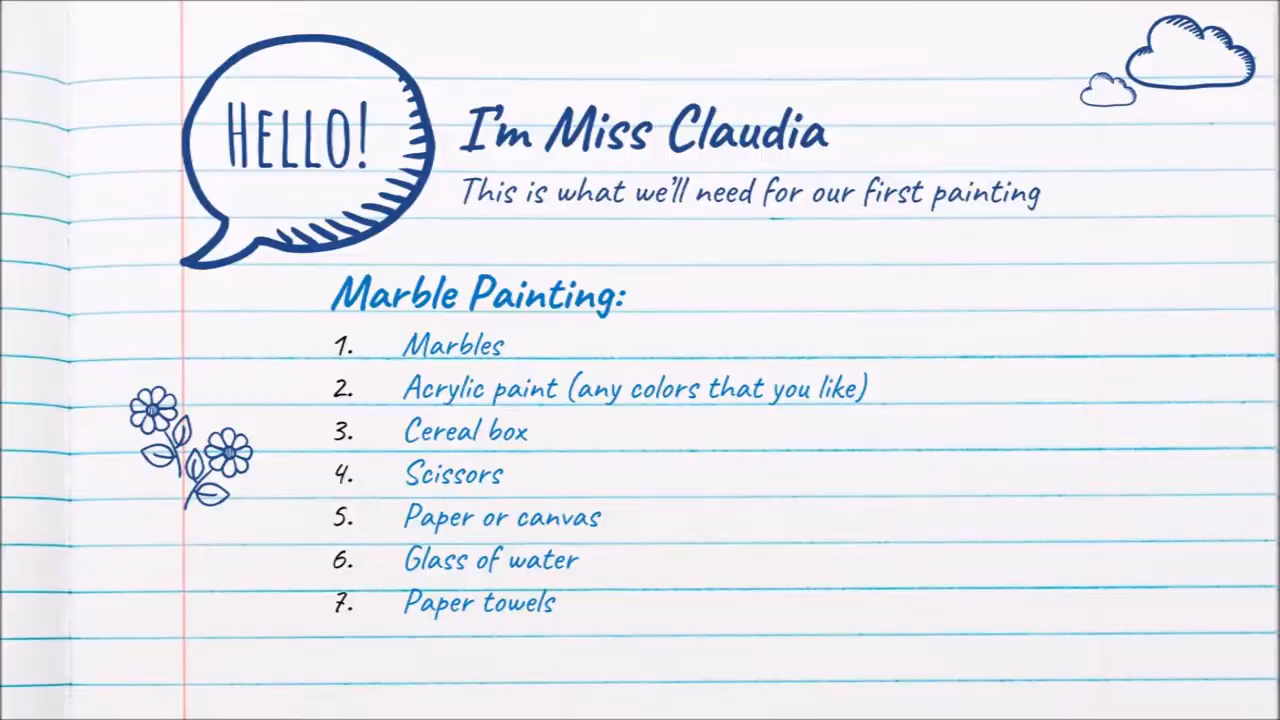 HELLO!
I'm Miss Claudia
This is what we'll need for our first painting
Marble Painting:
1. Marbles
2. Acrylic paint (any colors that you like)
3. Cereal box
4. Scissors
5. Paper or canvas
6. Glass of water
7. Paper towels